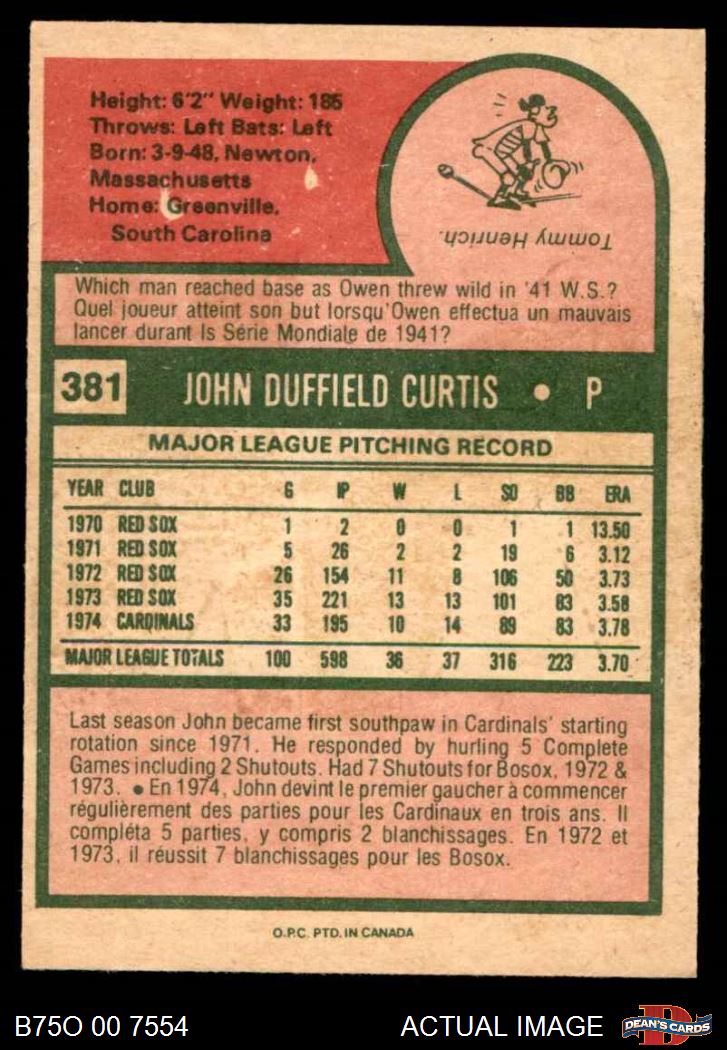 Height: 6'2" Weight: 185
Throws: Left Bats: Left
Born: 3-9-48, Newton,
Massachusetts
Home: Greenville,
South Carolina
Tommy Henrich.
Which man reached base as Owen threw wild in '41 W.S.?
Quel joueur atteint son but lorsqu'Owen effectua un mauvais
lancer durant ls Série Mondiale de 1941?
381 JOHN DUFFIELD CURTIS • P
MAJOR LEAGUE PITCHING RECORD
YEAR CLUB G IP W L SO BB ERA
1970 RED SOX 1 2 0 0 1 1 13.50
1971 RED SOX 5 26 2 2 19 6 3.12
1972 RED SOX 26 154 11 8 106 50 3.73
1973 RED SOX 35 221 13 13 101 83 3.58
1974 CARDINALS 33 195 10 14 89 83 3.78
MAJOR LEAGUE TOTALS 100 598 36 37 316 223 3.70
Last season John became first southpaw in Cardinals' starting
rotation since 1971. He responded by hurling 5 Complete
Games including 2 Shutouts. Had 7 Shutouts for Bosox, 1972 &
1973. • En 1974, John devint le premier gaucher à commencer
régulièrement des parties pour les Cardinaux en trois ans. Il
compléta 5 parties, y compris 2 blanchissages. En 1972 et
1973, il réussit 7 blanchissages pour les Bosox.
O.P.C. PTD. IN CANADA
B75O 00 7554 ACTUAL IMAGE D DEAN'S CARDS